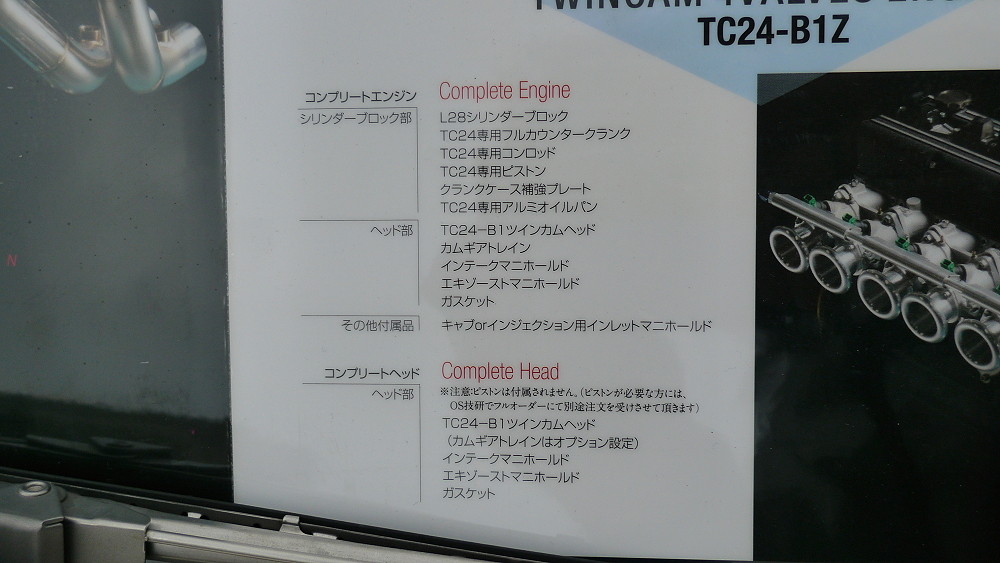 TC24-B1Z
コンプリートエンジン Complete Engine
シリンダーブロック部 L28シリンダーブロック
TC24専用フルカウンタークランク
TC24専用コンロッド
TC24専用ピストン
クランクケース補強プレート
TC24専用アルミオイルパン
ヘッド部 TC24-B1ツインカムヘッド
カムギアトレイン
インテークマニホールド
エキゾーストマニホールド
ガスケット
その他付属品 キャブorインジェクション用インレットマニホールド
コンプリートヘッド Complete Head
ヘッド部 ※注意:ピストンは付属されません。(ピストンが必要な方には、
OS技研でフルオーダーにて別途注文を受けさせて頂きます)
TC24-B1ツインカムヘッド
(カムギアトレインはオプション設定)
インテークマニホールド
エキゾーストマニホールド
ガスケット